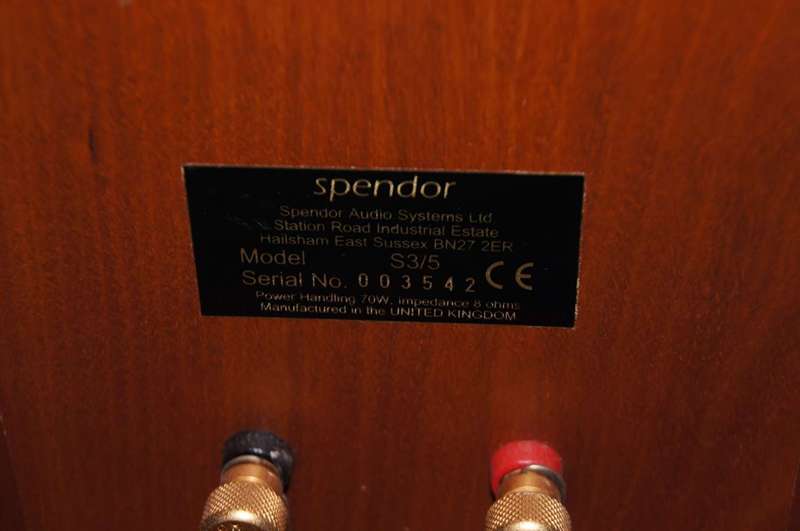 spendor
Spendor Audio Systems Ltd
Station Road Industrial Estate
Hailsham East Sussex BN27 2ER
Model S3/5
Serial No. 003542 CE
Power Handling 70W, impedance 8 ohms
Manufactured in the UNITED KINGDOM